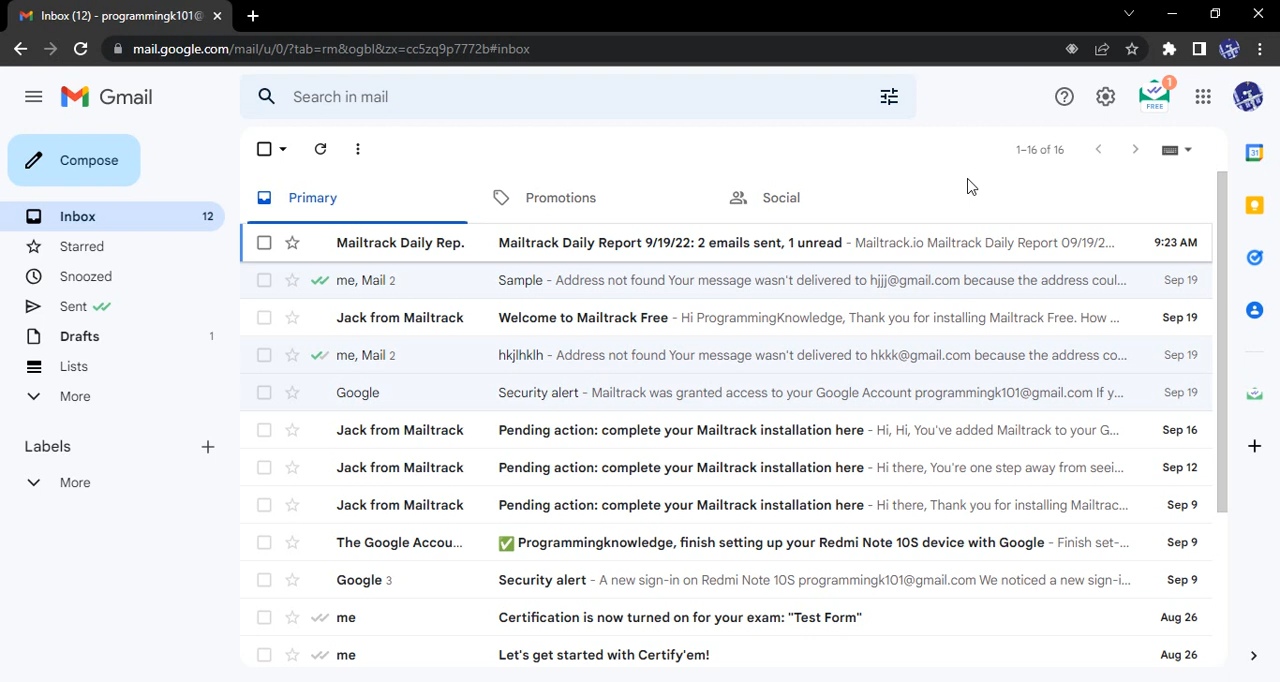 Inbox (12) - programmingk101@
mail.google.com/mail/u/0/?tab=rm&ogbl&zx=cc5zq9p7772b#inbox
Gmail
Search in mail
1
FREE
Compose
1–16 of 16
31
Primary
Promotions
Social
Inbox 12
Starred
Snoozed
Sent
Drafts 1
Lists
More
Labels
More
Mailtrack Daily Rep. Mailtrack Daily Report 9/19/22: 2 emails sent, 1 unread - Mailtrack.io Mailtrack Daily Report 09/19/2... 9:23 AM
me, Mail 2 Sample - Address not found Your message wasn't delivered to hjjj@gmail.com because the address coul... Sep 19
Jack from Mailtrack Welcome to Mailtrack Free - Hi ProgrammingKnowledge, Thank you for installing Mailtrack Free. How ... Sep 19
me, Mail 2 hkjlhklh - Address not found Your message wasn't delivered to hkkk@gmail.com because the address co... Sep 19
Google Security alert - Mailtrack was granted access to your Google Account programmingk101@gmail.com If y... Sep 19
Jack from Mailtrack Pending action: complete your Mailtrack installation here - Hi, Hi, You've added Mailtrack to your G... Sep 16
Jack from Mailtrack Pending action: complete your Mailtrack installation here - Hi there, You're one step away from seei... Sep 12
Jack from Mailtrack Pending action: complete your Mailtrack installation here - Hi there, Thank you for installing Mailtrac... Sep 9
The Google Accou... ✅ Programmingknowledge, finish setting up your Redmi Note 10S device with Google - Finish set-... Sep 9
Google 3 Security alert - A new sign-in on Redmi Note 10S programmingk101@gmail.com We noticed a new sign-i... Sep 9
me Certification is now turned on for your exam: "Test Form" Aug 26
me Let's get started with Certify'em! Aug 26